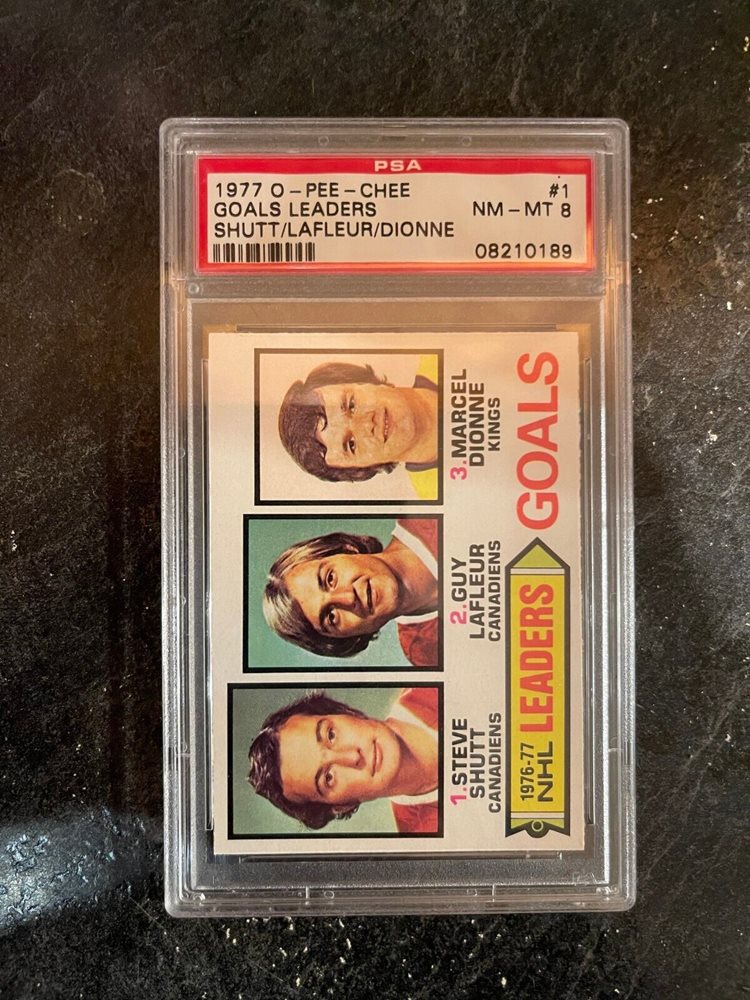 PSA
1977 O-PEE-CHEE #1
GOALS LEADERS NM-MT 8
SHUTT/LAFLEUR/DIONNE
08210189
1. STEVE
SHUTT
CANADIENS
2. GUY
LAFLEUR
CANADIENS
3. MARCEL
DIONNE
KINGS
1976-77
NHL LEADERS GOALS